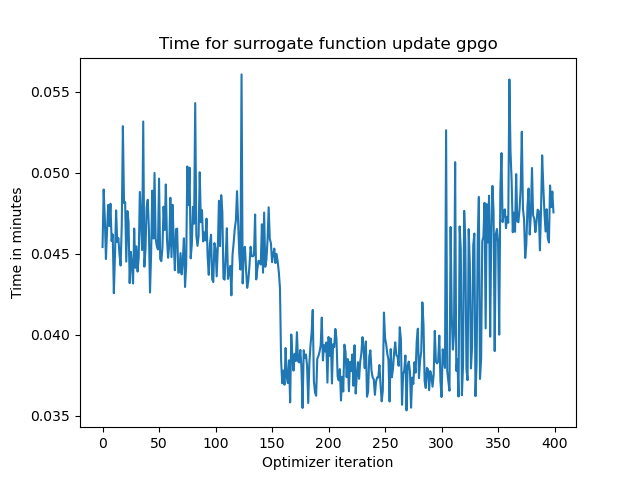 Time for surrogate function update gpgo
0.055
0.050
0.045
0.040
0.035
Time in minutes
0 50 100 150 200 250 300 350 400
Optimizer iteration